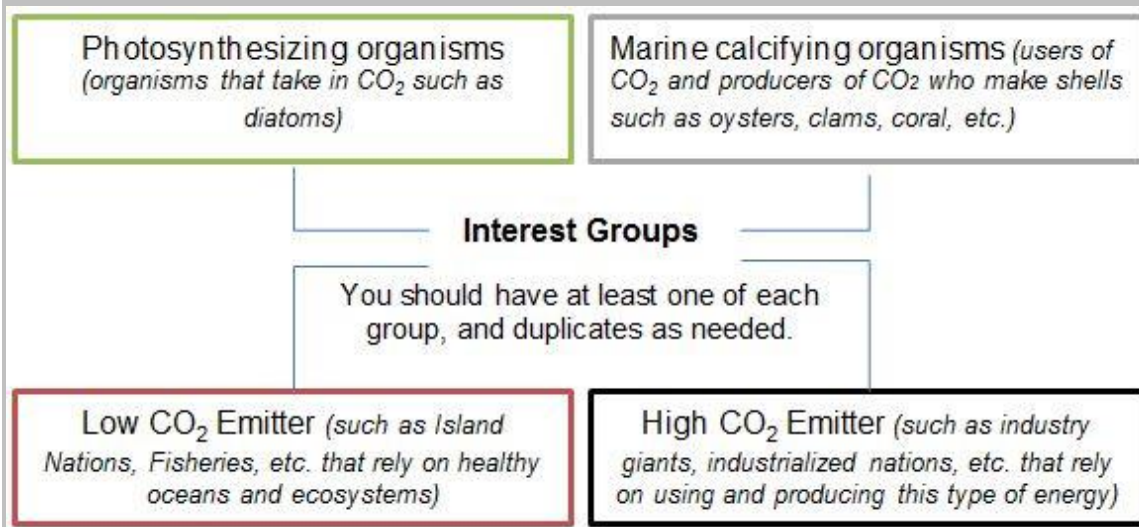 Photosynthesizing organisms
(organisms that take in CO₂ such as
diatoms)
Marine calcifying organisms (users of
CO₂ and producers of CO2 who make shells
such as oysters, clams, coral, etc.)
Interest Groups
You should have at least one of each
group, and duplicates as needed.
Low CO₂ Emitter (such as Island
Nations, Fisheries, etc. that rely on healthy
oceans and ecosystems)
High CO₂ Emitter (such as industry
giants, industrialized nations, etc. that rely
on using and producing this type of energy)